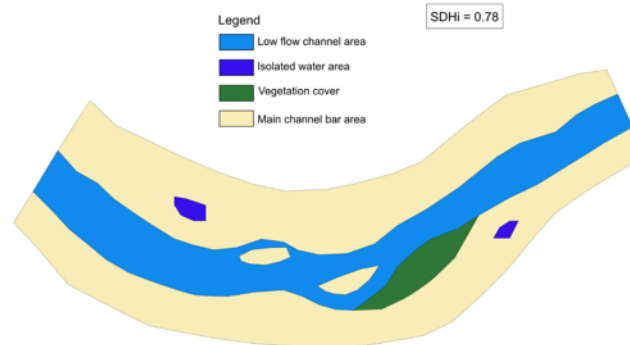 SDHi = 0.78
Legend
Low flow channel area
Isolated water area
Vegetation cover
Main channel bar area